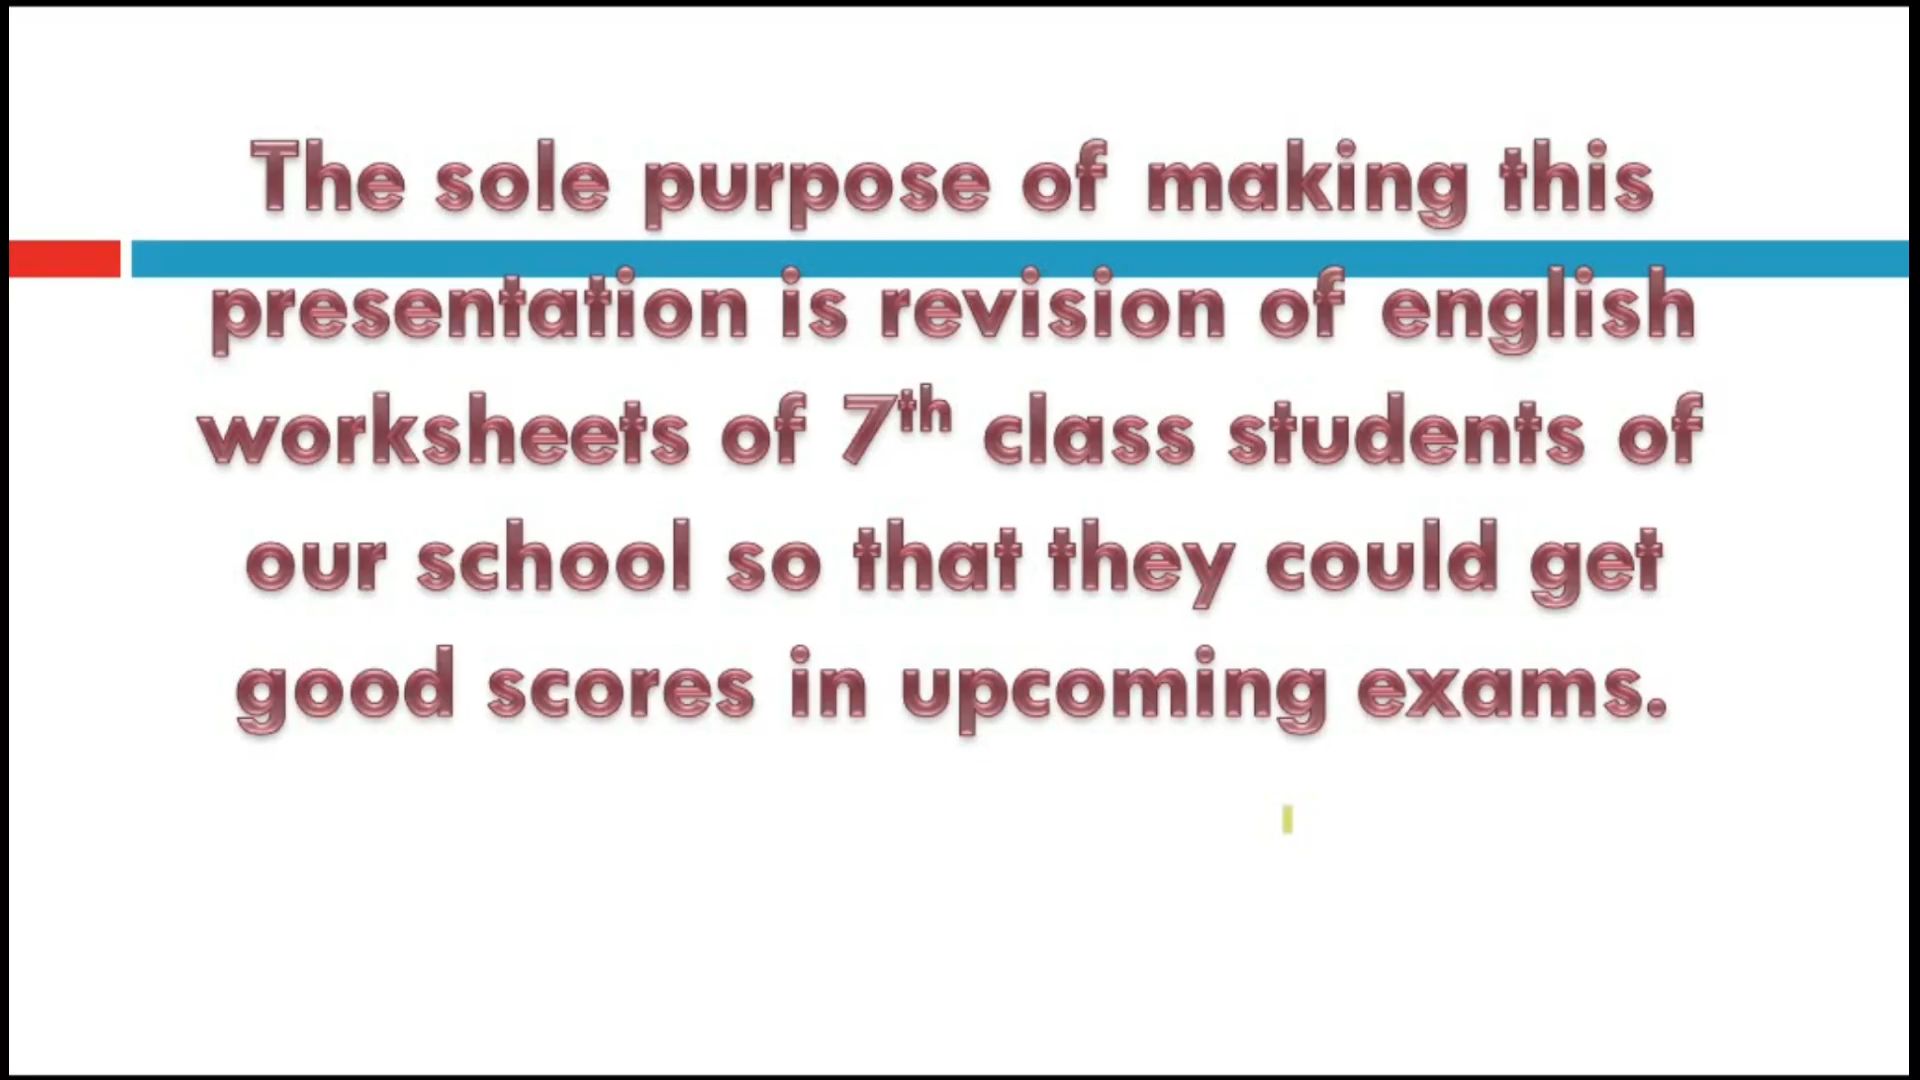 The sole purpose of making this
presentation is revision of english
worksheets of 7th class students of
our school so that they could get
good scores in upcoming exams.